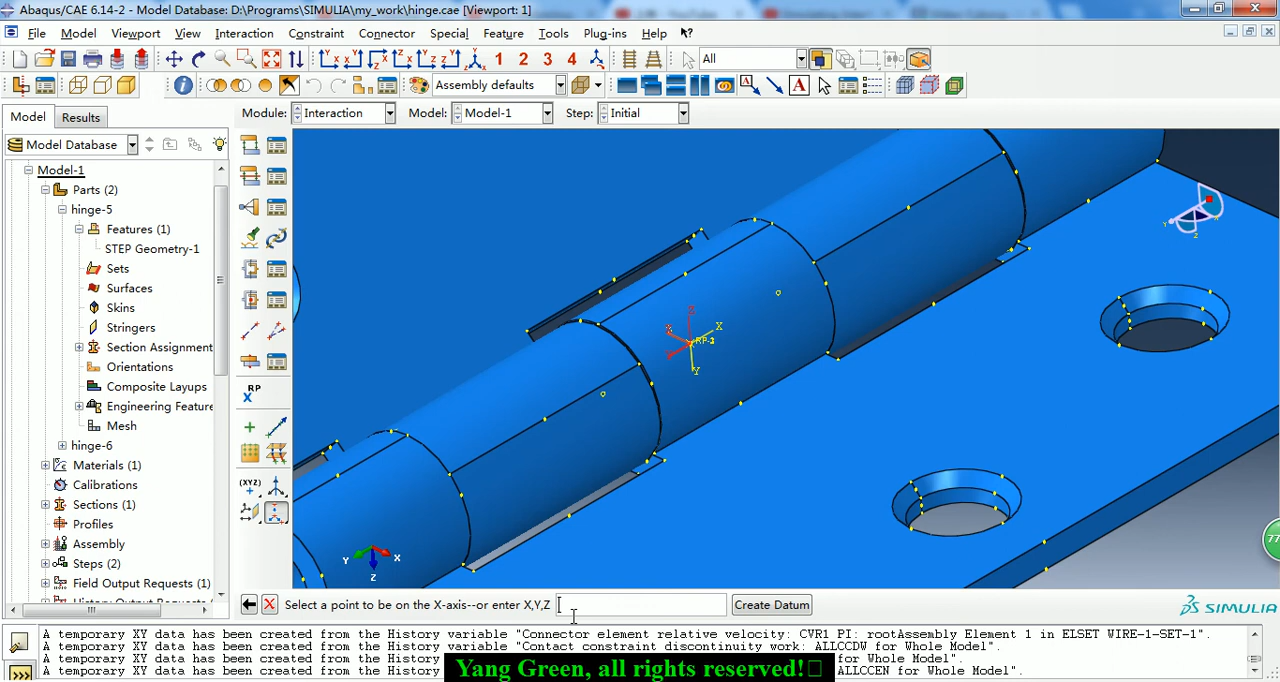 Abaqus/CAE 6.14-2 - Model Database: D:\Programs\SIMULIA\my_work\hinge.cae [Viewport: 1]
File Model Viewport View Interaction Constraint Connector Special Feature Tools Plug-ins Help
1 2 3 4 All
Assembly defaults A A
Model Results Module: Interaction Model: Model-1 Step: Initial
Model Database
Model-1
Parts (2)
hinge-5
Features (1)
STEP Geometry-1
Sets
Surfaces
Skins
Stringers
Section Assignment
Orientations
Composite Layups
Engineering Feature
Mesh
hinge-6
Materials (1)
Calibrations
Sections (1)
Profiles
Assembly
Steps (2)
Field Output Requests (1)
RP
X
(XYZ)
X
Y
Z
Y
X
Z
77
Select a point to be on the X-axis--or enter X,Y,Z Create Datum
SIMULIA
A temporary XY data has been created from the History variable "Connector element relative velocity: CVR1 PI: rootAssembly Element 1 in ELSET WIRE-1-SET-1".
A temporary XY data has been created from the History variable "Contact constraint discontinuity work: ALLCCDW for Whole Model".
A temporary XY data has been created from the History
for Whole Model".
A temporary XY data has been created from the History
ALLCCEN for Whole Model".
Yang Green, all rights reserved!